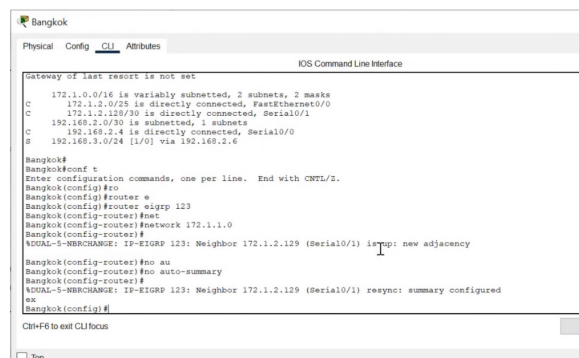 Bangkok
Physical Config CLI Attributes
IOS Command Line Interface
Gateway of last resort is not set
172.1.0.0/16 is variably subnetted, 2 subnets, 2 masks
C 172.1.2.0/25 is directly connected, FastEthernet0/0
C 172.1.2.128/30 is directly connected, Serial0/1
192.168.2.0/30 is subnetted, 1 subnets
C 192.168.2.4 is directly connected, Serial0/0
S 192.168.3.0/24 [1/0] via 192.168.2.6
Bangkok#
Bangkok#conf t
Enter configuration commands, one per line. End with CNTL/Z.
Bangkok(config)#ro
Bangkok(config)#router e
Bangkok(config)#router eigrp 123
Bangkok(config-router)#net
Bangkok(config-router)#network 172.1.1.0
Bangkok(config-router)#
%DUAL-5-NBRCHANGE: IP-EIGRP 123: Neighbor 172.1.2.129 (Serial0/1) is up: new adjacency
Bangkok(config-router)#no au
Bangkok(config-router)#no auto-summary
Bangkok(config-router)#
%DUAL-5-NBRCHANGE: IP-EIGRP 123: Neighbor 172.1.2.129 (Serial0/1) resync: summary configured
ex
Bangkok(config)#
Ctrl+F6 to exit CLI focus
Top